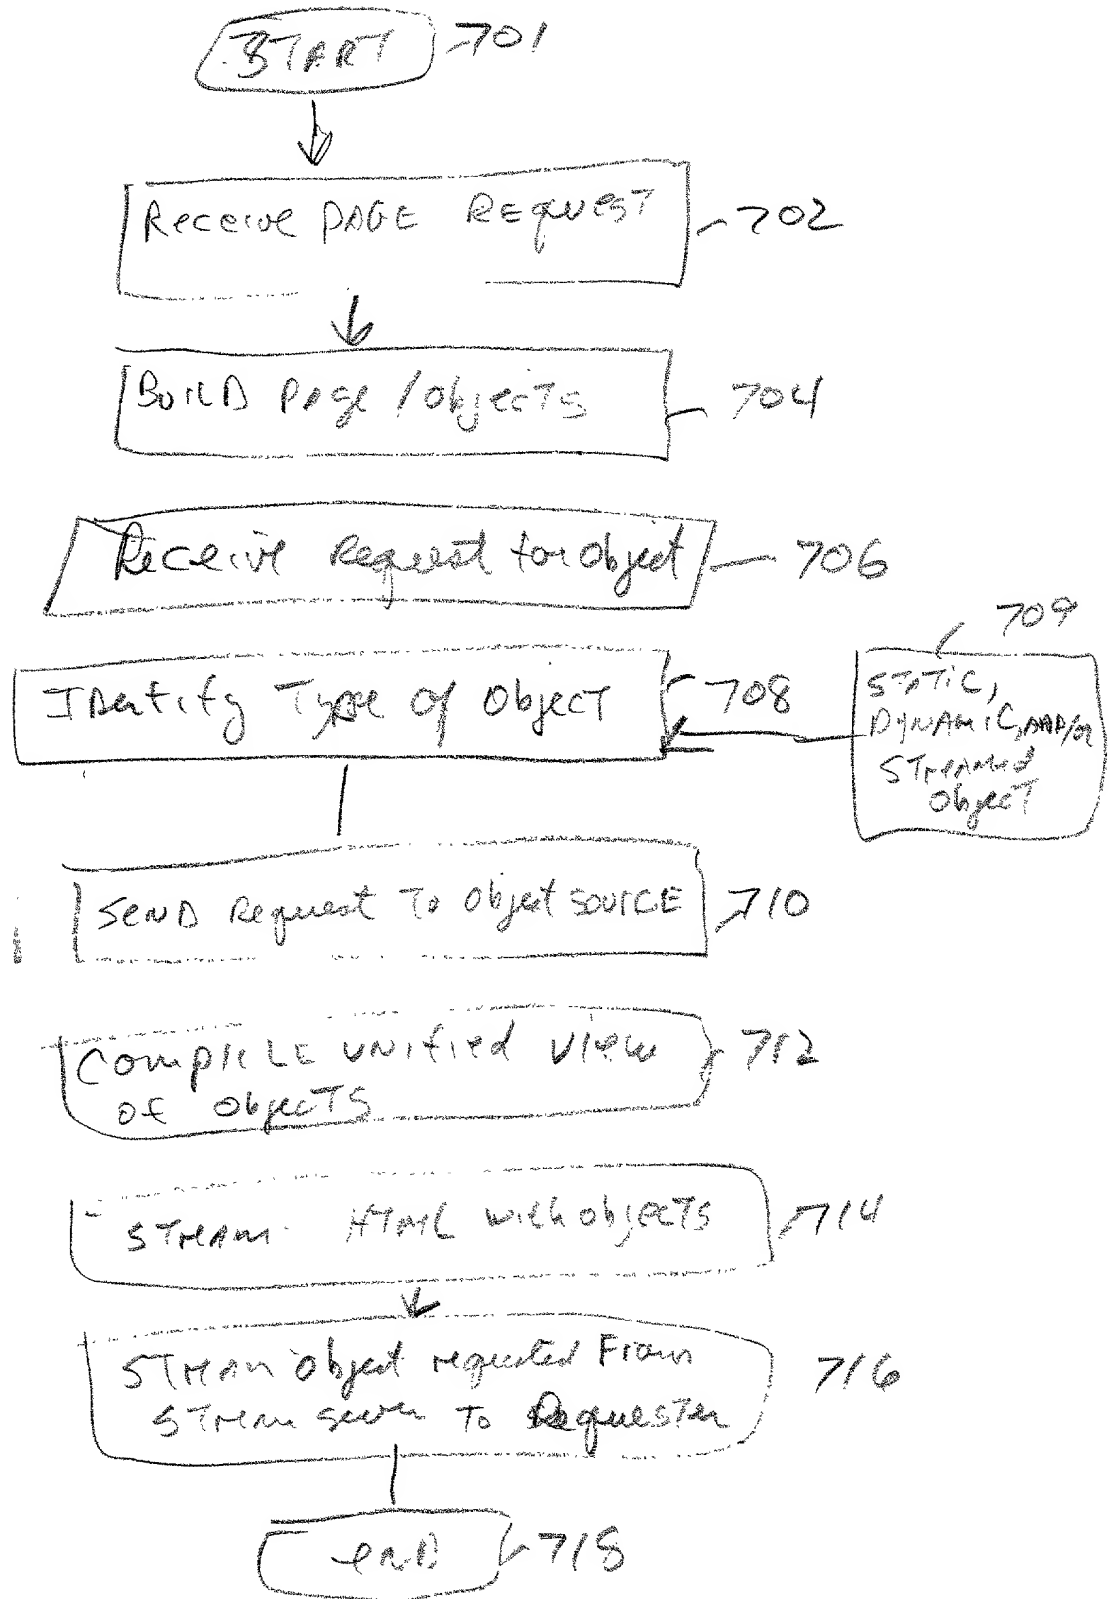 START 701
Receive PAGE Request 702
Build Page / Objects 704
Receive Request for Object 706
709
Identify Type of Object 708
STATIC,
DYNAMIC, AND/OR
STREAMED
Object
SEND Request To Object SOURCE 710
Compile unified view 712
of objects
STREAM HTML with objects 714
STREAM Object requested From 716
STREAM server To Requester
END 718